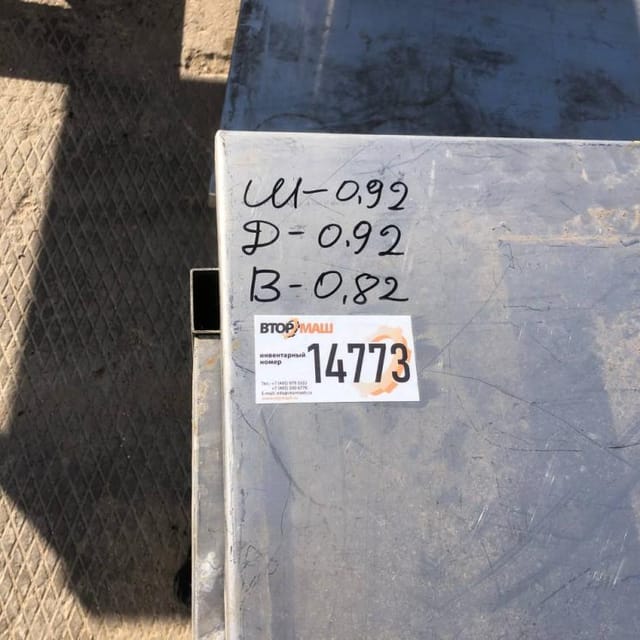 Ш-0,92
Д-0.92
В-0,82
ВТОРМАШ
инвентарный
номер
14773